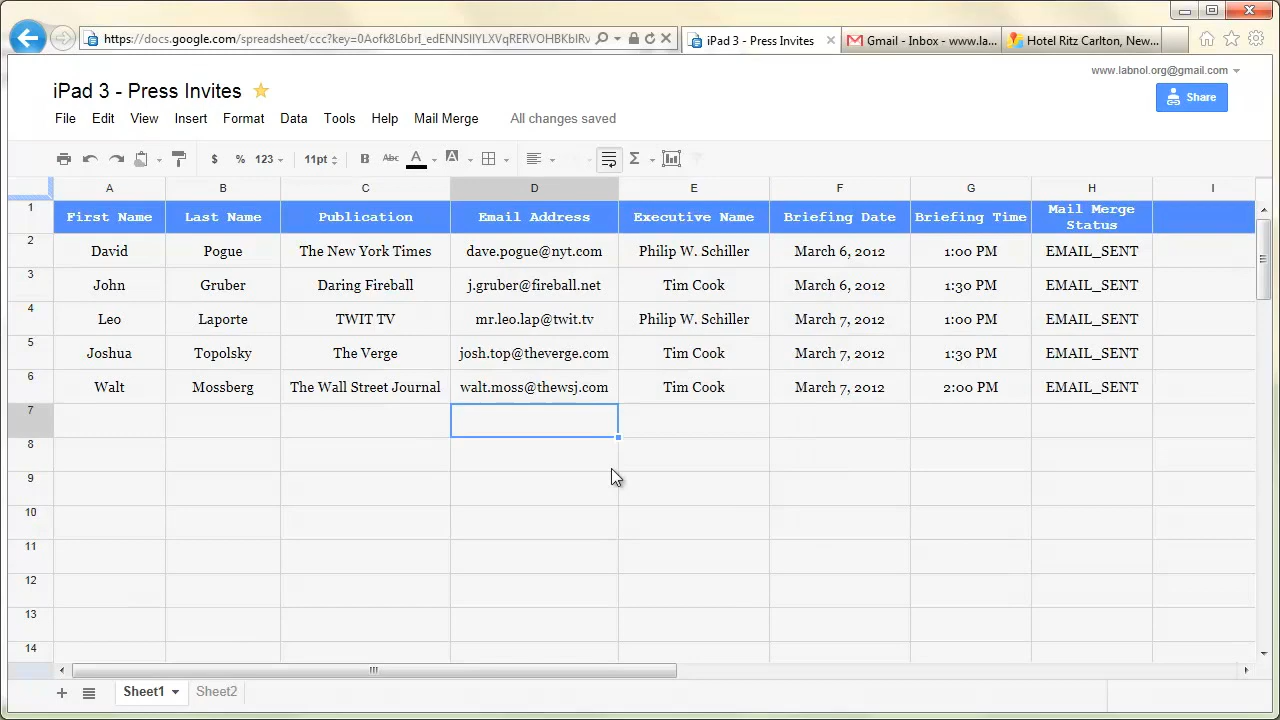 https://docs.google.com/spreadsheet/ccc?key=0Aofk8L6brI_edENNSllYLXVqRERVOHBKblRv
iPad 3 - Press Invites
Gmail - Inbox - www.la...
Hotel Ritz Carlton, New...
www.labnol.org@gmail.com
iPad 3 - Press Invites
Share
File Edit View Insert Format Data Tools Help Mail Merge All changes saved
$ % 123 11pt B Abc A A Σ
A B C D E F G H I
1 First Name Last Name Publication Email Address Executive Name Briefing Date Briefing Time Mail Merge Status
2 David Pogue The New York Times dave.pogue@nyt.com Philip W. Schiller March 6, 2012 1:00 PM EMAIL_SENT
3 John Gruber Daring Fireball j.gruber@fireball.net Tim Cook March 6, 2012 1:30 PM EMAIL_SENT
4 Leo Laporte TWIT TV mr.leo.lap@twit.tv Philip W. Schiller March 7, 2012 1:00 PM EMAIL_SENT
5 Joshua Topolsky The Verge josh.top@theverge.com Tim Cook March 7, 2012 1:30 PM EMAIL_SENT
6 Walt Mossberg The Wall Street Journal walt.moss@thewsj.com Tim Cook March 7, 2012 2:00 PM EMAIL_SENT
7
8
9
10
11
12
13
14
Sheet1 Sheet2